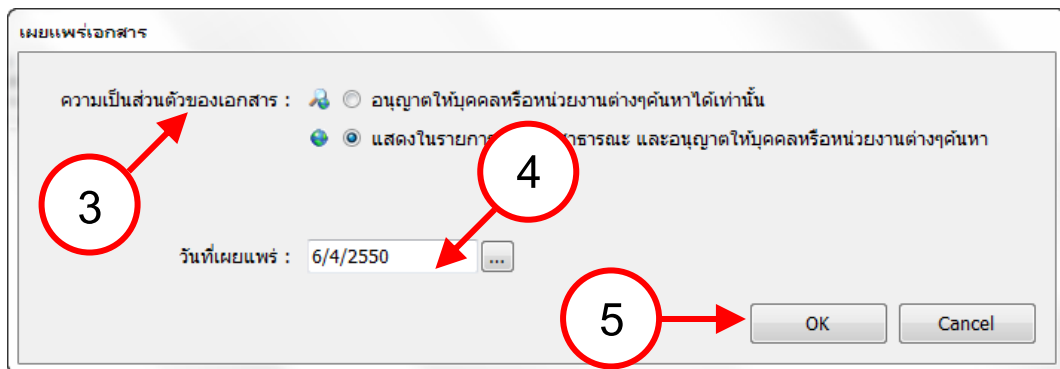 เผยแพร่เอกสาร
ความเป็นส่วนตัวของเอกสาร : อนุญาตให้บุคคลหรือหน่วยงานต่างๆค้นหาได้เท่านั้น
แสดงในรายการ สาธารณะ และอนุญาตให้บุคคลหรือหน่วยงานต่างๆค้นหา
3
4
วันที่เผยแพร่ : 6/4/2550 ...
5
OK Cancel